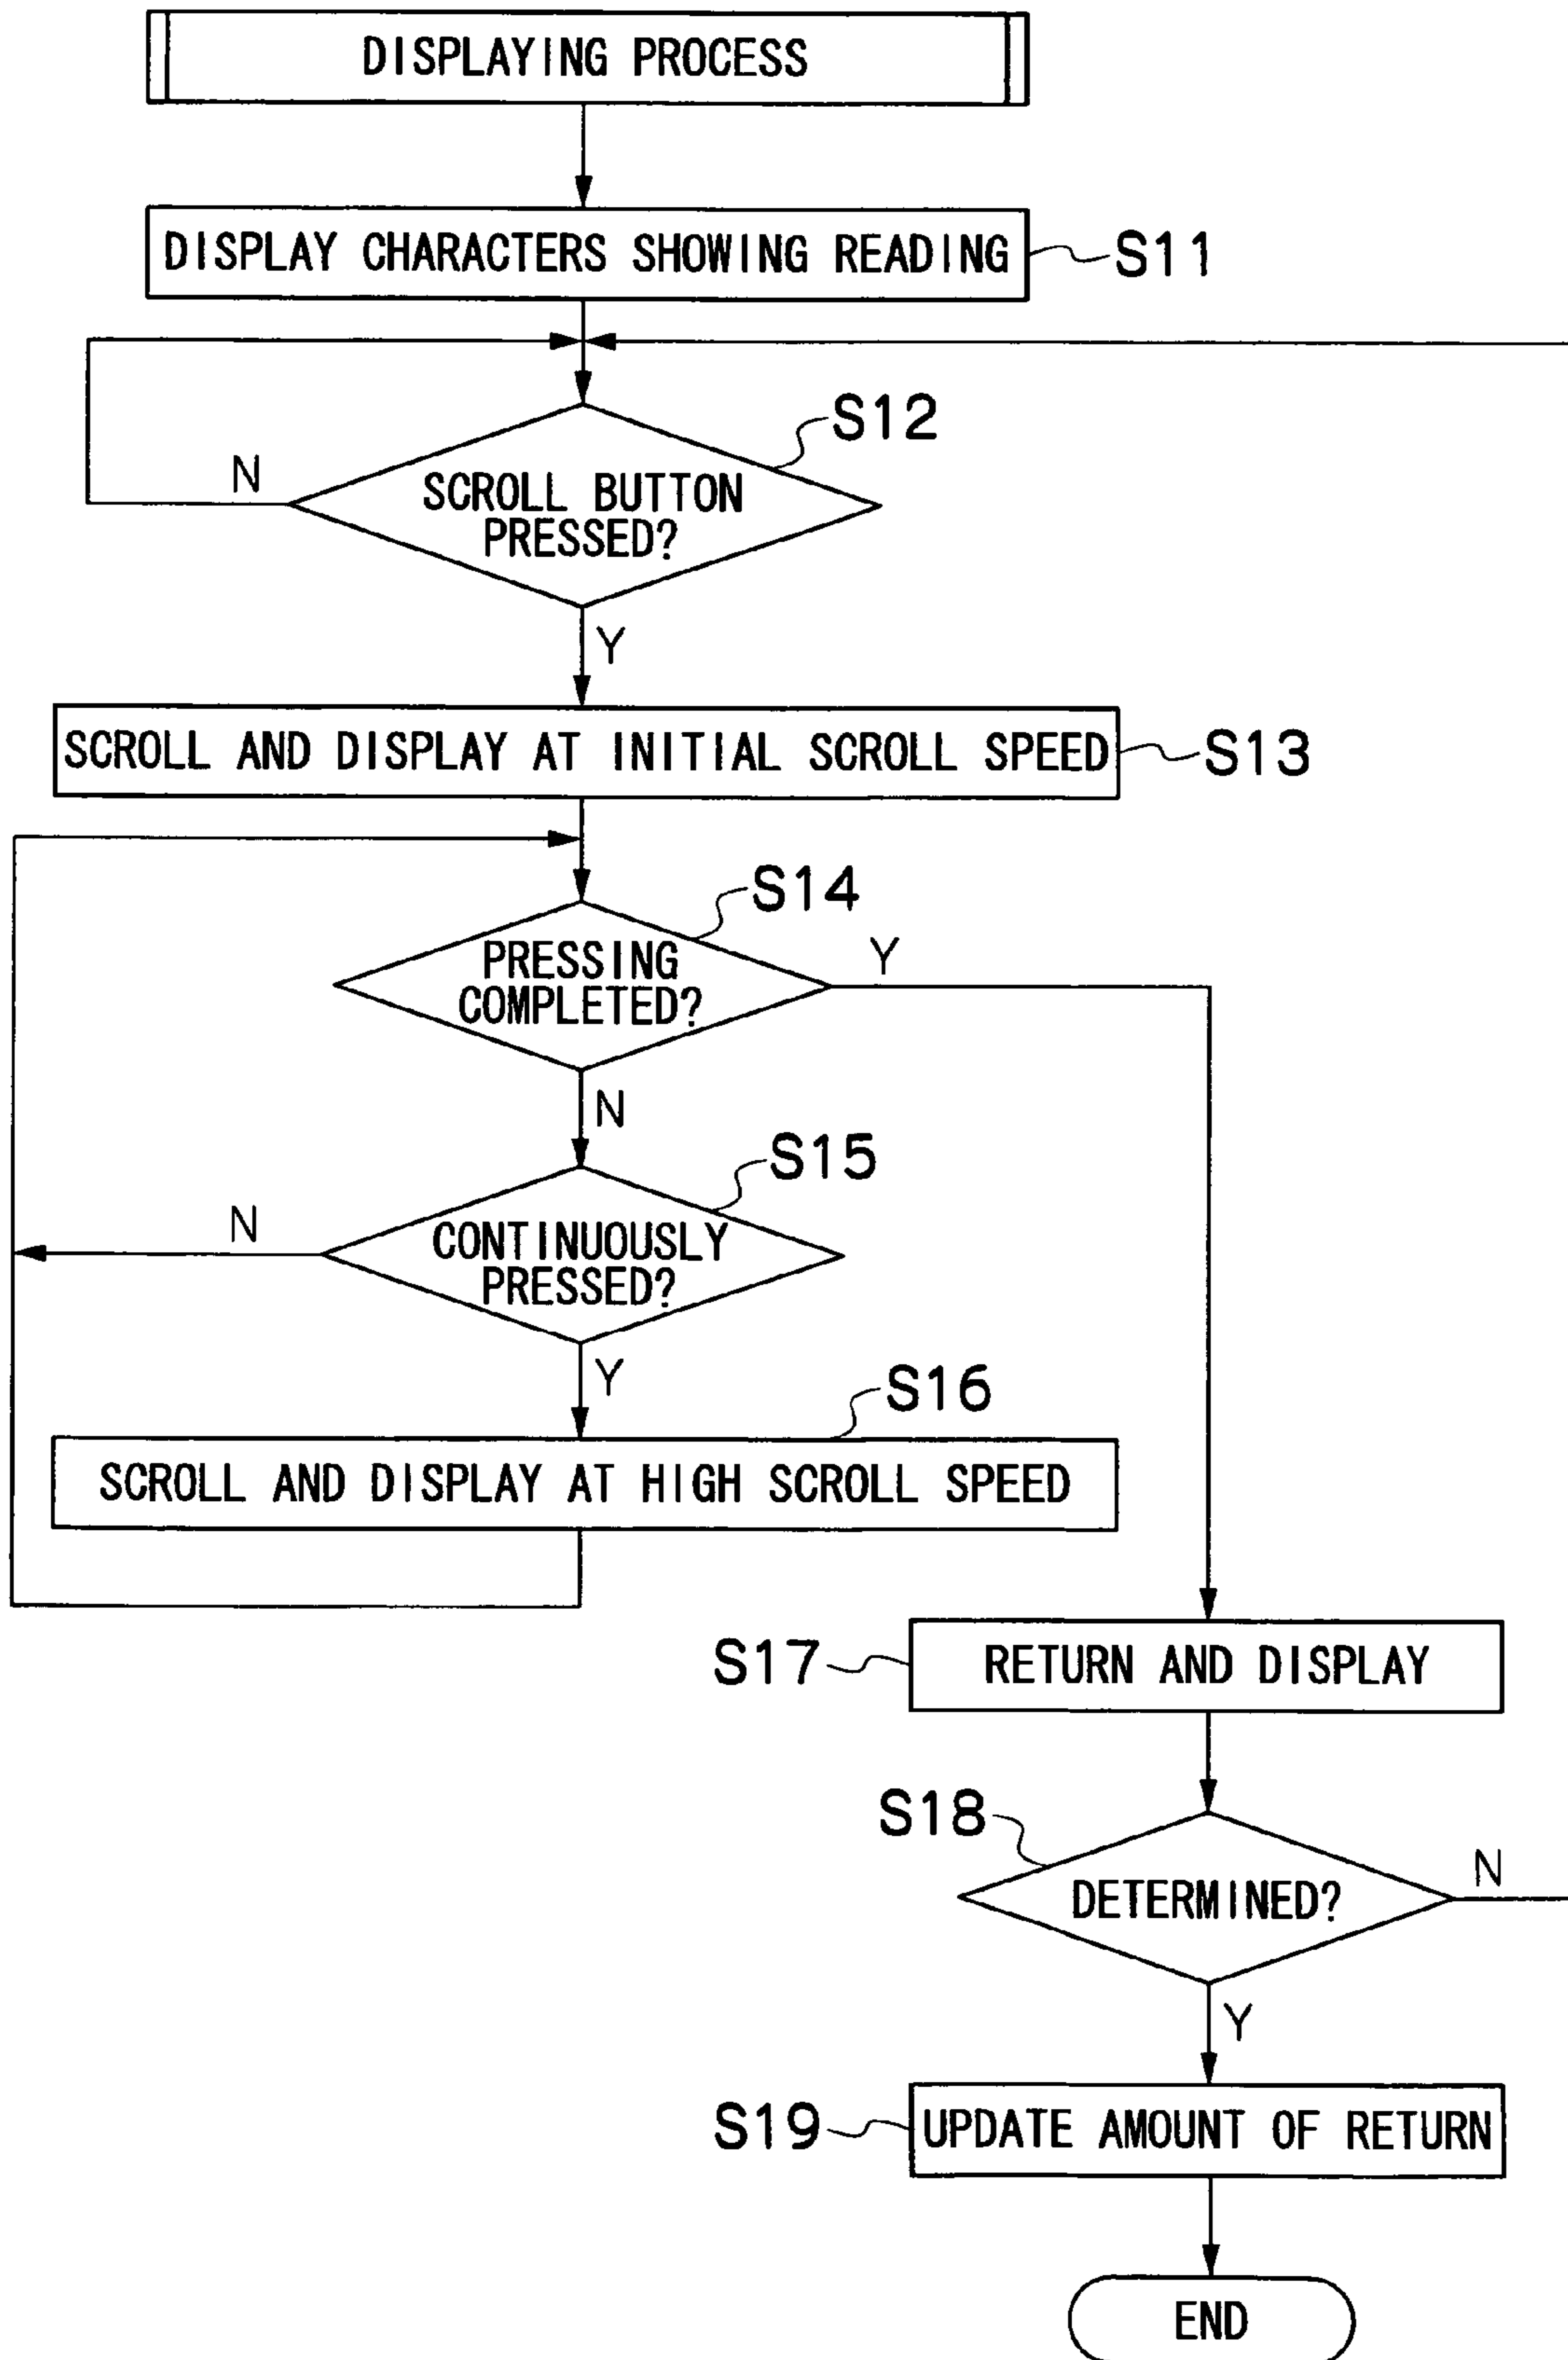 DISPLAYING PROCESS
DISPLAY CHARACTERS SHOWING READING
S11
S12
N
SCROLL BUTTON
PRESSED?
Y
SCROLL AND DISPLAY AT INITIAL SCROLL SPEED
S13
S14
PRESSING
COMPLETED?
Y
N
S15
N
CONTINUOUSLY
PRESSED?
Y
S16
SCROLL AND DISPLAY AT HIGH SCROLL SPEED
S17
RETURN AND DISPLAY
S18
DETERMINED?
N
Y
S19
UPDATE AMOUNT OF RETURN
END